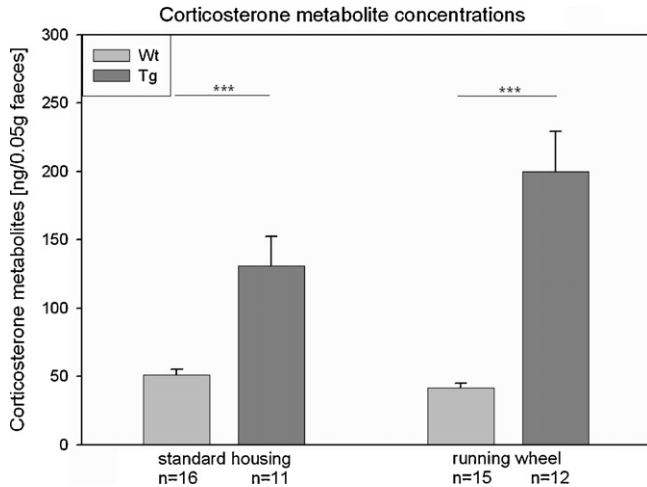 Corticosterone metabolite concentrations
Corticosterone metabolites [ng/0.05g faeces]
300
250
200
150
100
50
0
Wt
Tg
***
***
standard housing
n=16 n=11
running wheel
n=15 n=12